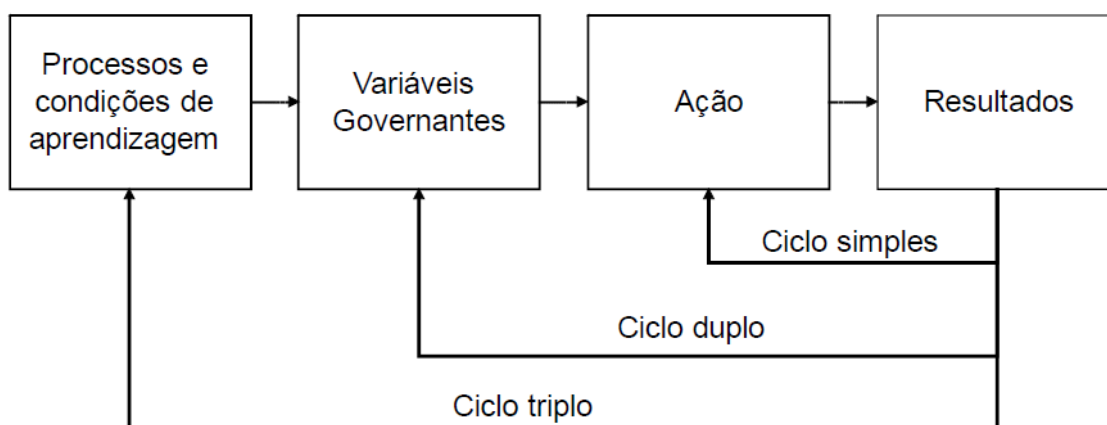 Processos e
condições de
aprendizagem
Variáveis
Governantes
Ação
Resultados
Ciclo simples
Ciclo duplo
Ciclo triplo